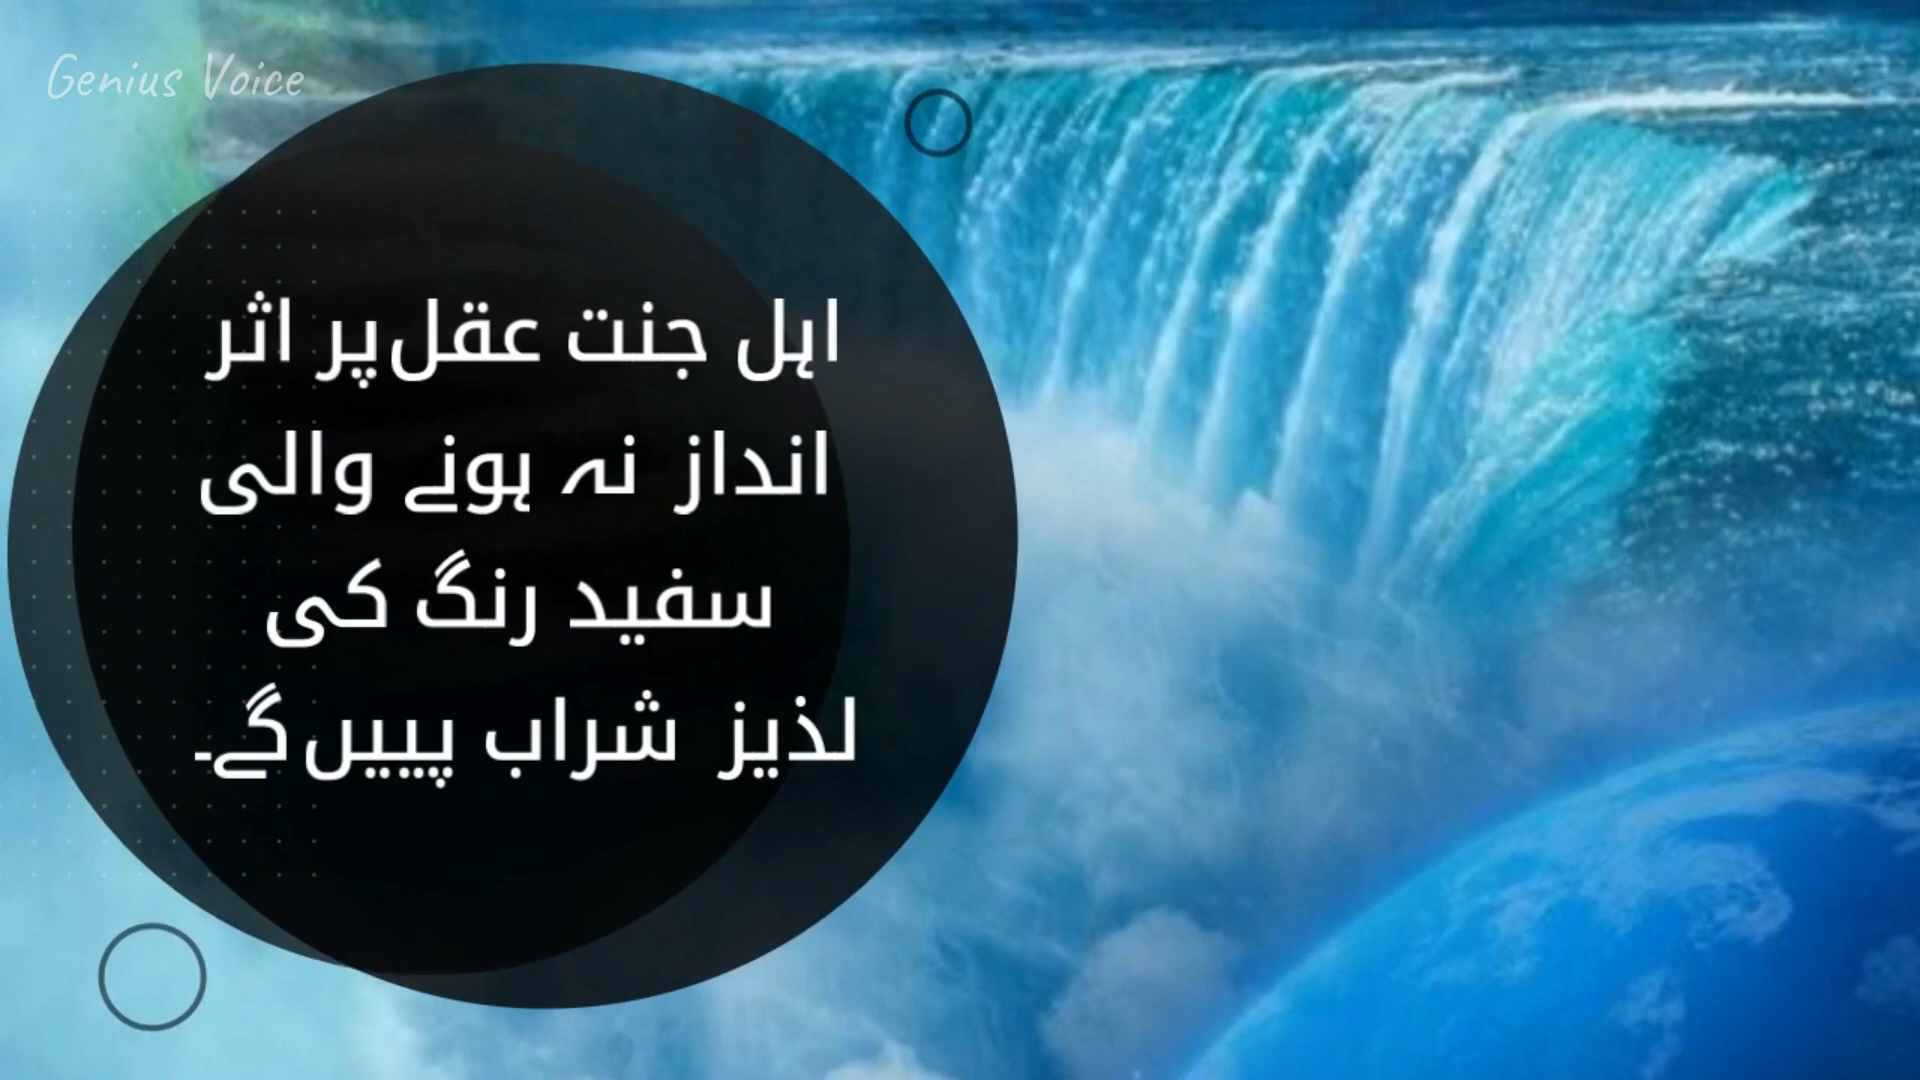 Genius Voice
اہل جنت عقل پر اثر
انداز نہ ہونے والی
سفید رنگ کی
لذیز شراب پییں گے۔